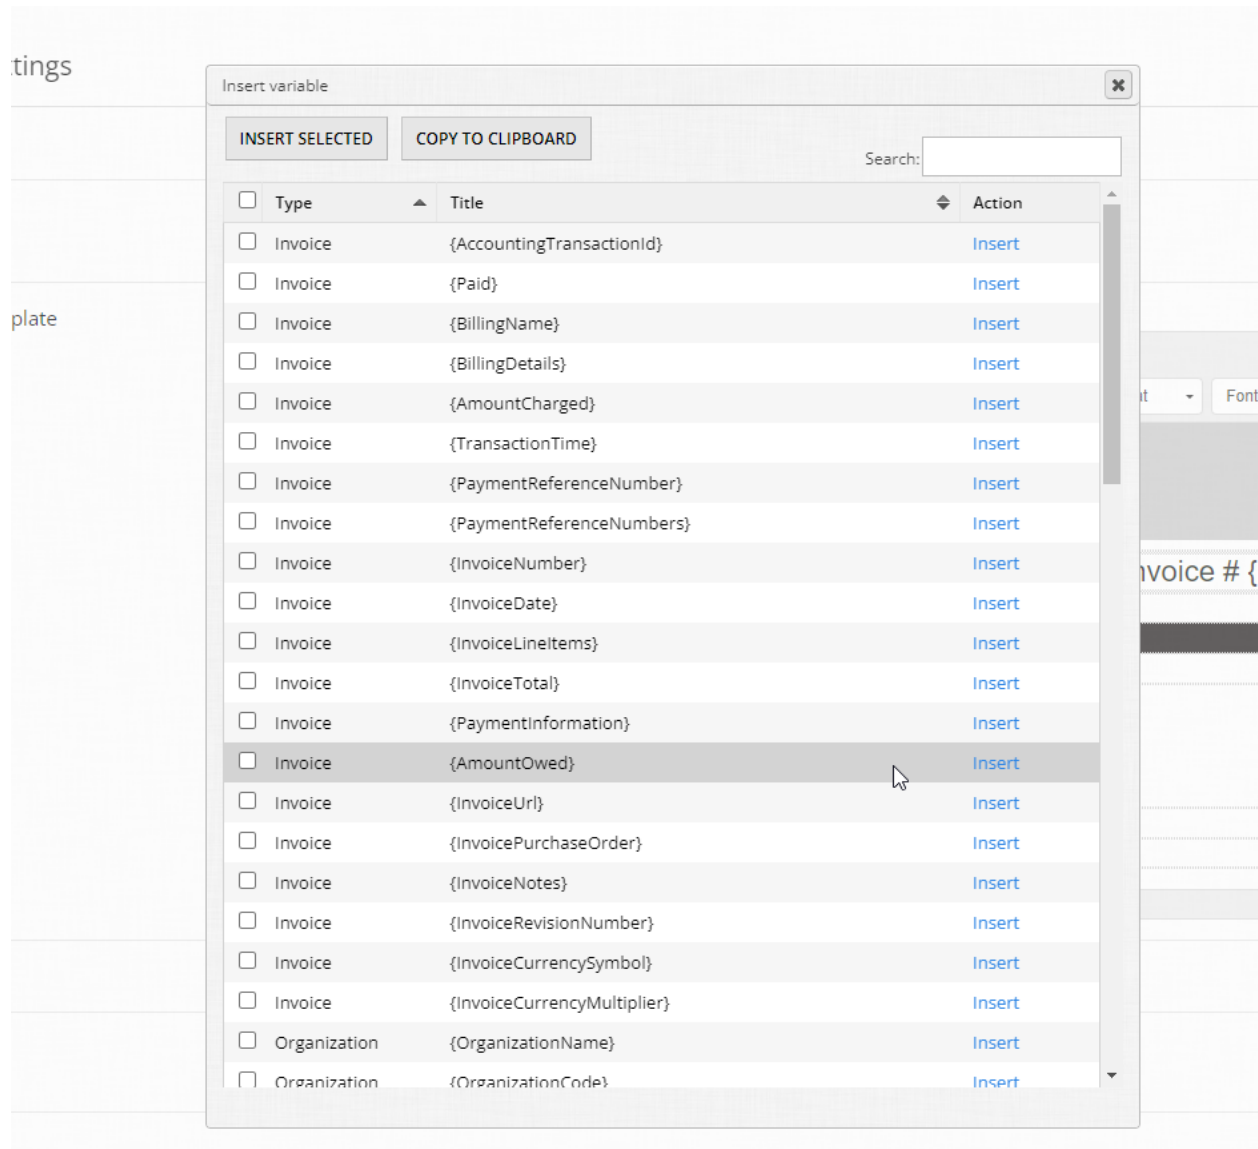 ttings
Insert variable
INSERT SELECTED COPY TO CLIPBOARD
Search:
Type Title Action
Invoice {AccountingTransactionId} Insert
Invoice {Paid} Insert
plate
Invoice {BillingName} Insert
Invoice {BillingDetails} Insert
Invoice {AmountCharged} Insert
Font
Invoice {TransactionTime} Insert
Invoice {PaymentReferenceNumber} Insert
Invoice {PaymentReferenceNumbers} Insert
Invoice {InvoiceNumber} Insert
nvoice # {
Invoice {InvoiceDate} Insert
Invoice {InvoiceLineItems} Insert
Invoice {InvoiceTotal} Insert
Invoice {PaymentInformation} Insert
Invoice {AmountOwed} Insert
Invoice {InvoiceUrl} Insert
Invoice {InvoicePurchaseOrder} Insert
Invoice {InvoiceNotes} Insert
Invoice {InvoiceRevisionNumber} Insert
Invoice {InvoiceCurrencySymbol} Insert
Invoice {InvoiceCurrencyMultiplier} Insert
Organization {OrganizationName} Insert
Organization {OrganizationCode} Insert